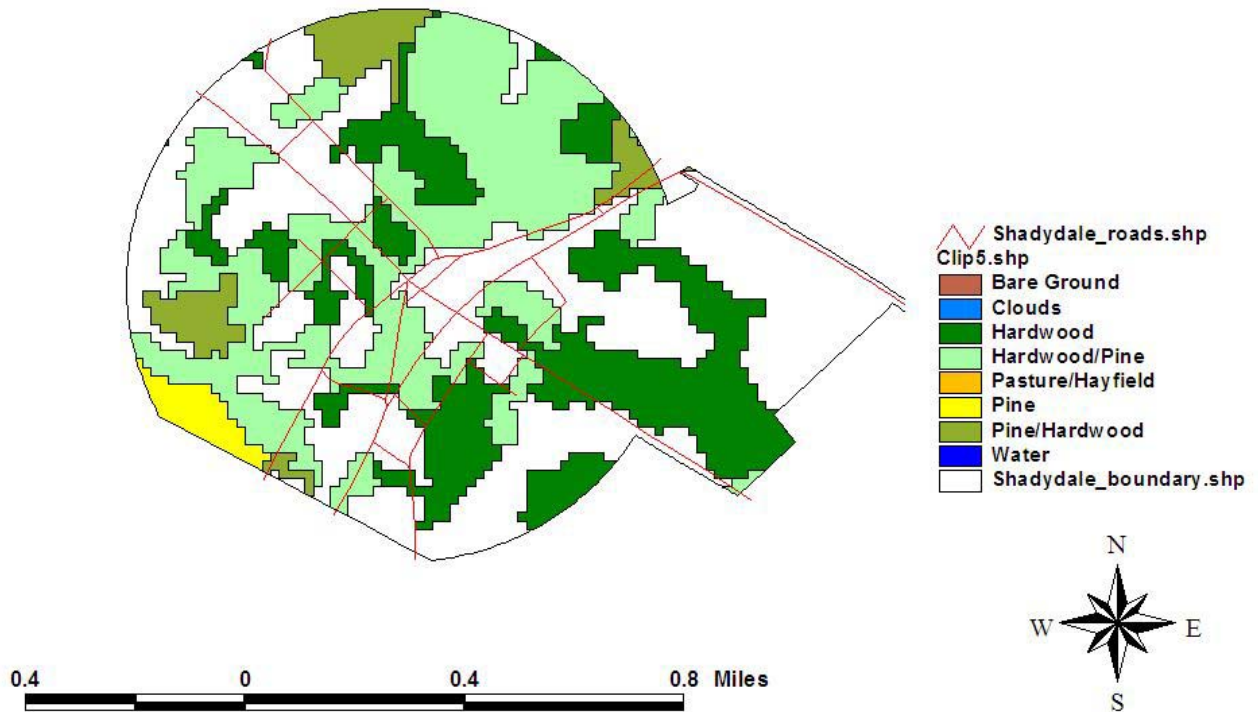 Shadydale_roads.shp
Clip5.shp
Bare Ground
Clouds
Hardwood
Hardwood/Pine
Pasture/Hayfield
Pine
Pine/Hardwood
Water
Shadydale_boundary.shp
N
W E
S
0.4 0 0.4 0.8 Miles